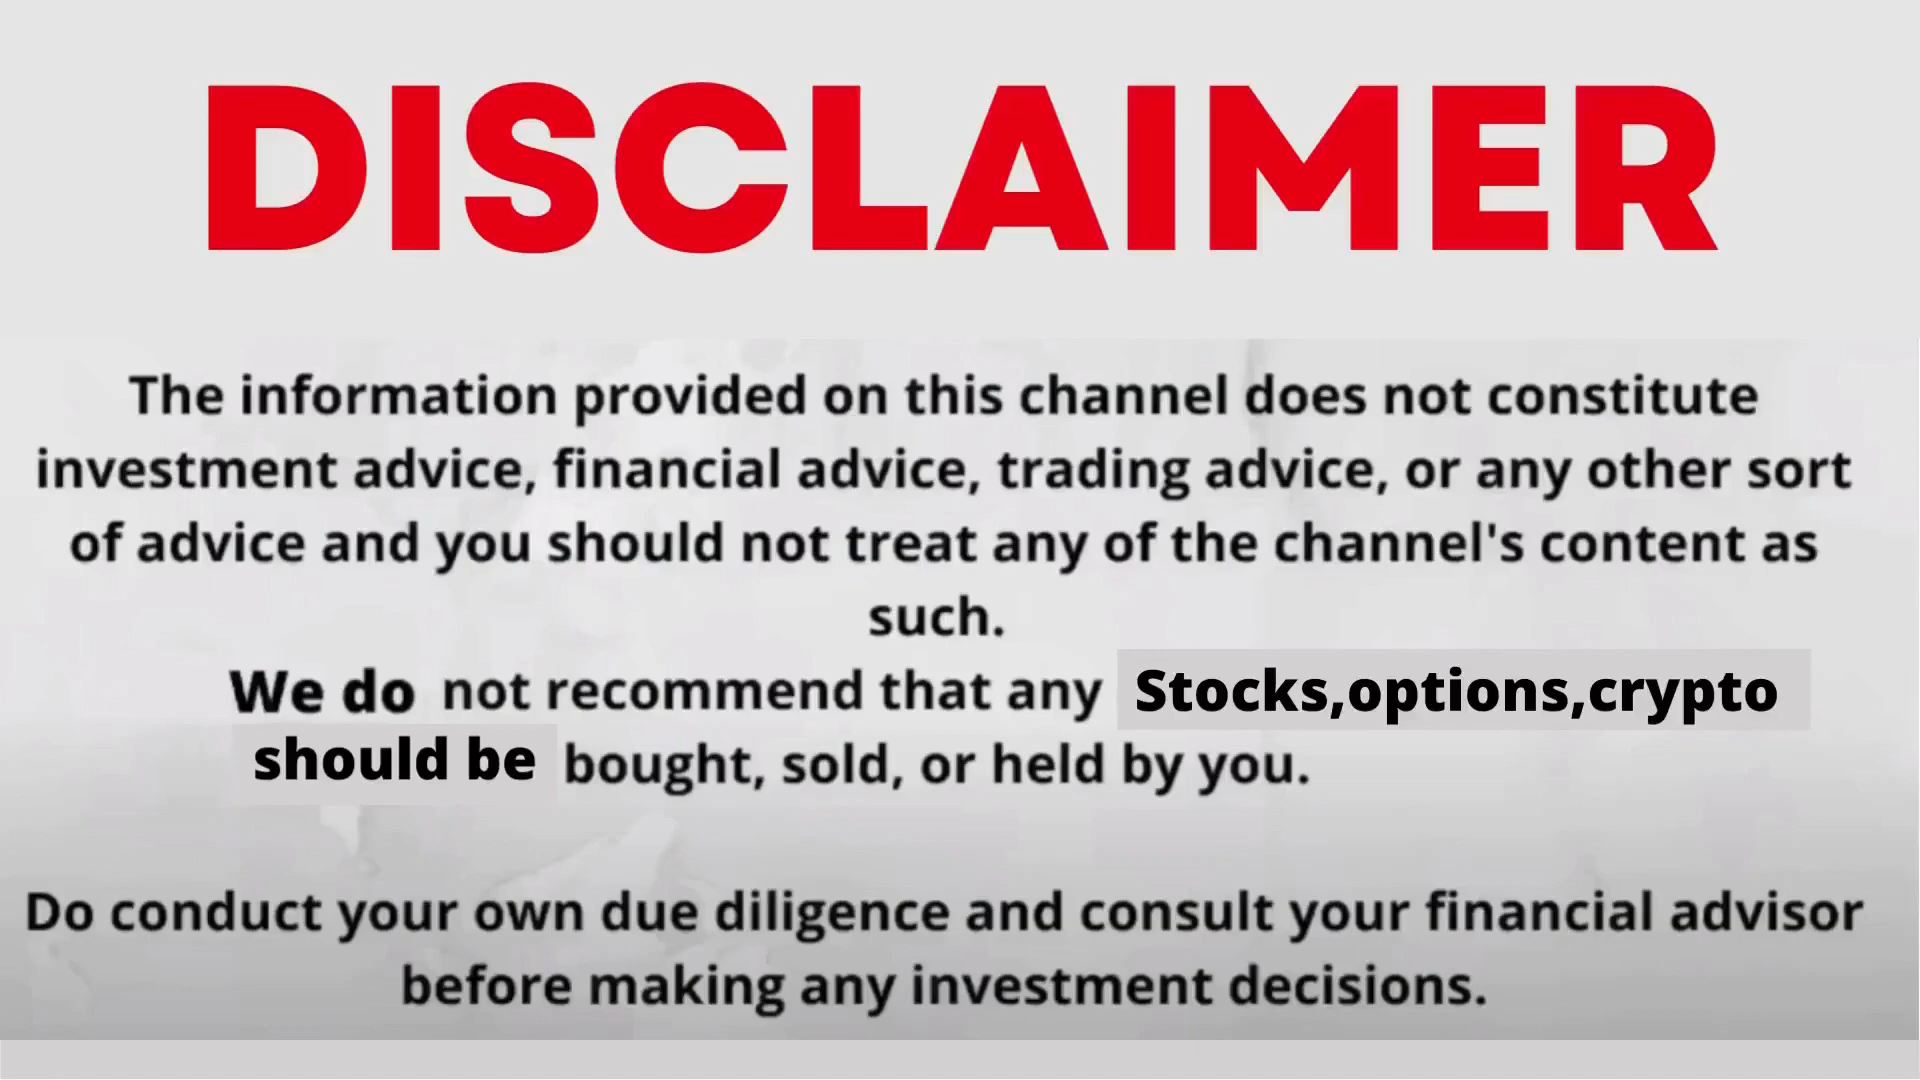 DISCLAIMER
The information provided on this channel does not constitute
investment advice, financial advice, trading advice, or any other sort
of advice and you should not treat any of the channel's content as
such.
We do not recommend that any Stocks,options,crypto
should be bought, sold, or held by you.
Do conduct your own due diligence and consult your financial advisor
before making any investment decisions.